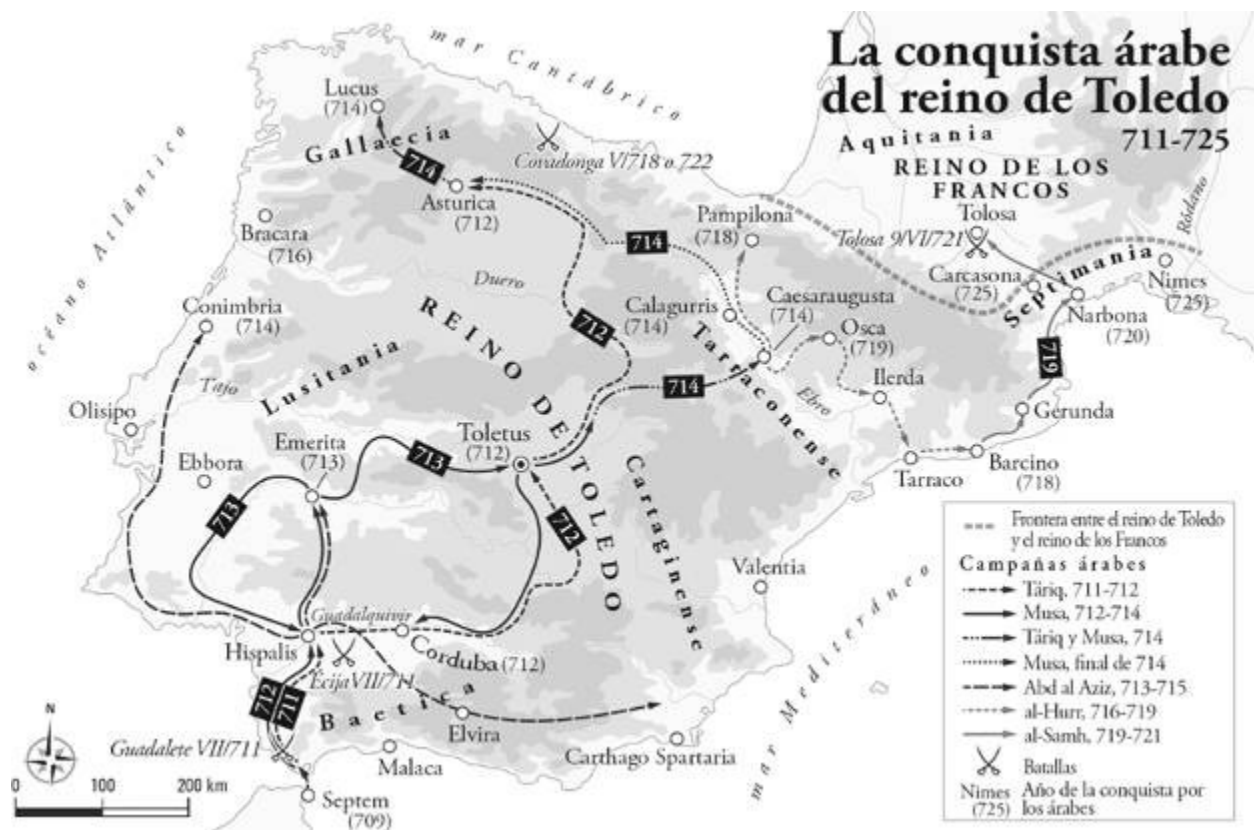 La conquista árabe
del reino de Toledo
711-725
mar Cantábrico
océano Atlántico
mar Mediterráneo
Aquitania
REINO DE LOS
FRANCOS
Ródano
Lucus
(714)
Gallaecia
714
Covadonga V/718 o 722
Asturica
(712)
Bracara
(716)
Pampilona
(718)
Tolosa
Tolosa 9/VI/721
Carcasona
(725)
Septimania
Nimes
(725)
Narbona
(720)
714
Duero
Conimbria
(714)
Calagurris
(714)
Caesaraugusta
(714)
Osca
(719)
712
719
Lusitania
REINO DE TOLEDO
Tarraconense
714
Ebro
Ilerda
Gerunda
Tajo
Olisipo
Emerita
(713)
Toletus
(712)
713
Tarraco
Barcino
(718)
Ebbora
713
712
Cartaginense
Valentia
Guadalquivir
Hispalis
Corduba (712)
Écija VII/711
712
711
Baetica
Elvira
Guadalete VII/711
Malaca
Carthago Spartaria
Septem
(709)
N
0
100
200 km
Frontera entre el reino de Toledo
y el reino de los Francos
Campañas árabes
Táriq, 711-712
Musa, 712-714
Táriq y Musa, 714
Musa, final de 714
Abd al Aziz, 713-715
al-Hurr, 716-719
al-Samh, 719-721
Batallas
Nimes
(725)
Año de la conquista por
los árabes